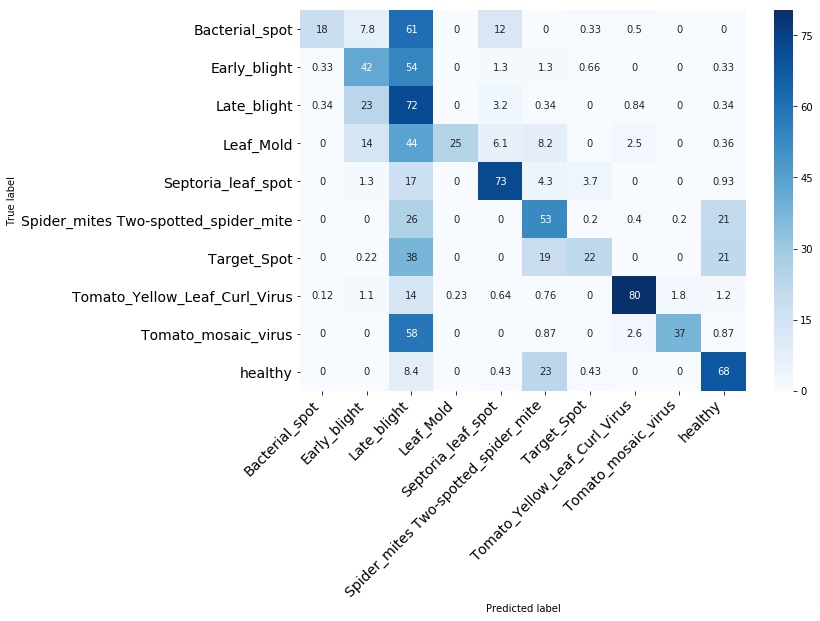 Bacterial_spot 18 7.8 61 0 12 0 0.33 0.5 0 0
Early_blight 0.33 42 54 0 1.3 1.3 0.66 0 0 0.33
Late_blight 0.34 23 72 0 3.2 0.34 0 0.84 0 0.34
Leaf_Mold 0 14 44 25 6.1 8.2 0 2.5 0 0.36
Septoria_leaf_spot 0 1.3 17 0 73 4.3 3.7 0 0 0.93
Spider_mites Two-spotted_spider_mite 0 0 26 0 0 53 0.2 0.4 0.2 21
Target_Spot 0 0.22 38 0 0 19 22 0 0 21
Tomato_Yellow_Leaf_Curl_Virus 0.12 1.1 14 0.23 0.64 0.76 0 80 1.8 1.2
Tomato_mosaic_virus 0 0 58 0 0 0.87 0 2.6 37 0.87
healthy 0 0 8.4 0 0.43 23 0.43 0 0 68
True label
Bacterial_spot
Early_blight
Late_blight
Leaf_Mold
Septoria_leaf_spot
Spider_mites Two-spotted_spider_mite
Target_Spot
Tomato_Yellow_Leaf_Curl_Virus
Tomato_mosaic_virus
healthy
Predicted label
75
60
45
30
15
0